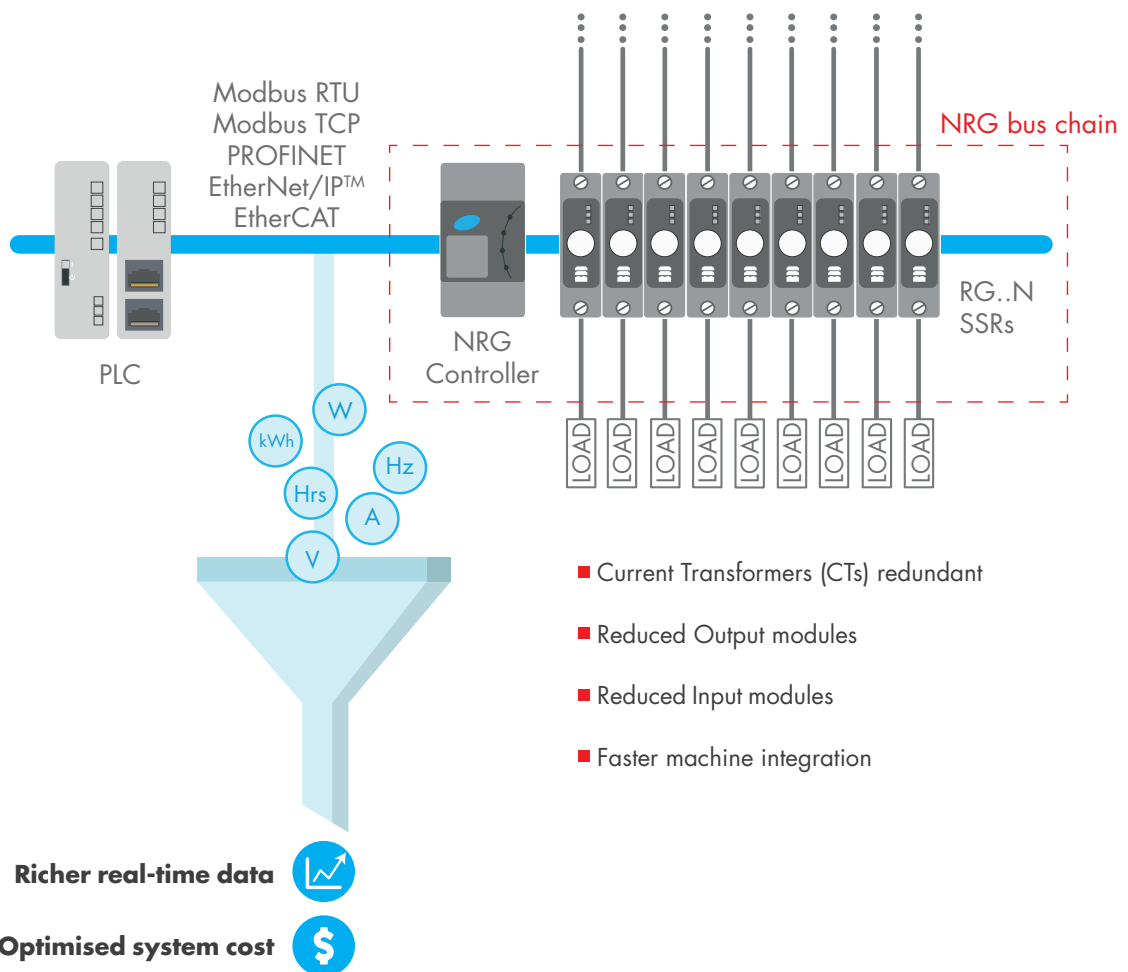 Modbus RTU
Modbus TCP
PROFINET
EtherNet/IP™
EtherCAT
NRG bus chain
PLC
NRG
Controller
RG..N
SSRs
LOAD
LOAD
LOAD
LOAD
LOAD
LOAD
LOAD
LOAD
LOAD
W
kWh
Hz
Hrs
A
V
Current Transformers (CTs) redundant
Reduced Output modules
Reduced Input modules
Faster machine integration
Richer real-time data
Optimised system cost
$